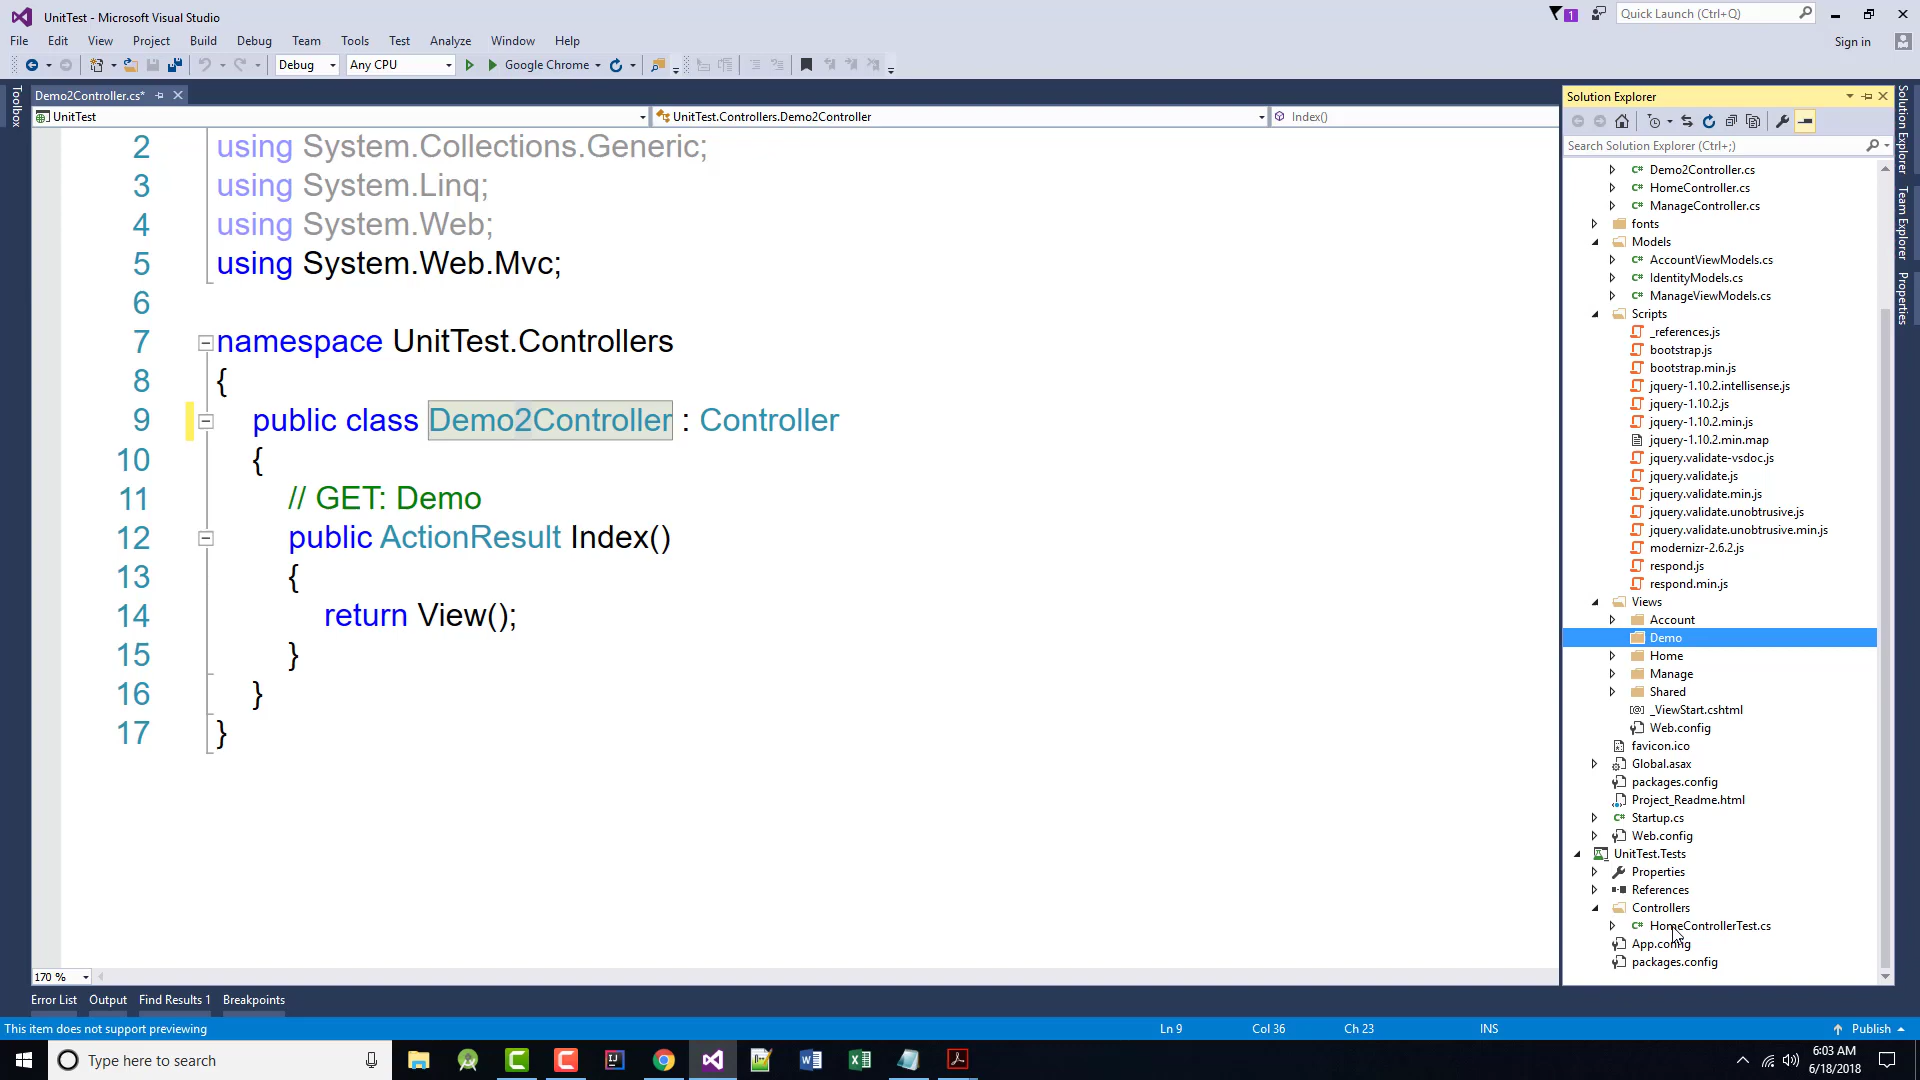 UnitTest - Microsoft Visual Studio
1
Quick Launch (Ctrl+Q)
File Edit View Project Build Debug Team Tools Test Analyze Window Help
Sign in
Debug Any CPU Google Chrome
Toolbox
Demo2Controller.cs*
UnitTest UnitTest.Controllers.Demo2Controller Index()
2 using System.Collections.Generic;
3 using System.Linq;
4 using System.Web;
5 using System.Web.Mvc;
6
7 namespace UnitTest.Controllers
8 {
9 public class Demo2Controller : Controller
10 {
11 // GET: Demo
12 public ActionResult Index()
13 {
14 return View();
15 }
16 }
17 }
170 %
Solution Explorer
Search Solution Explorer (Ctrl+;)
C# Demo2Controller.cs
C# HomeController.cs
C# ManageController.cs
fonts
Models
C# AccountViewModels.cs
C# IdentityModels.cs
C# ManageViewModels.cs
Scripts
_references.js
bootstrap.js
bootstrap.min.js
jquery-1.10.2.intellisense.js
jquery-1.10.2.js
jquery-1.10.2.min.js
jquery-1.10.2.min.map
jquery.validate-vsdoc.js
jquery.validate.js
jquery.validate.min.js
jquery.validate.unobtrusive.js
jquery.validate.unobtrusive.min.js
modernizr-2.6.2.js
respond.js
respond.min.js
Views
Account
Demo
Home
Manage
Shared
_ViewStart.cshtml
Web.config
favicon.ico
Global.asax
packages.config
Project_Readme.html
C# Startup.cs
Web.config
UnitTest.Tests
Properties
References
Controllers
C# HomeControllerTest.cs
App.config
packages.config
Solution Explorer
Team Explorer
Properties
Error List Output Find Results 1 Breakpoints
This item does not support previewing Ln 9 Col 36 Ch 23 INS Publish
Type here to search
6:03 AM
6/18/2018